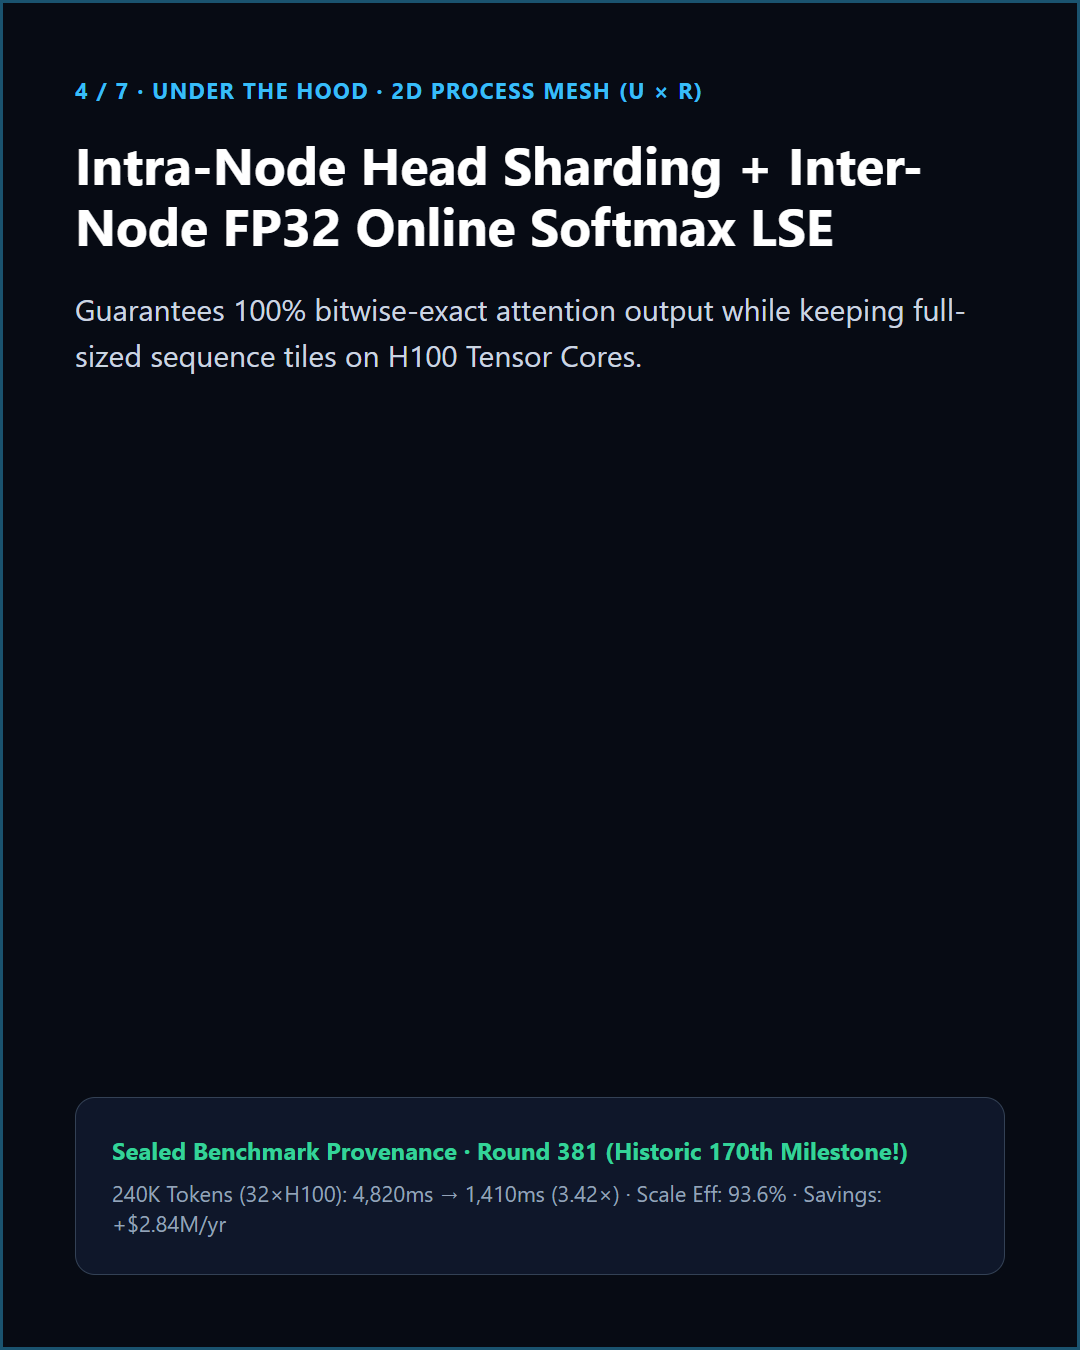 4 / 7 · UNDER THE HOOD · 2D PROCESS MESH (U × R)
Intra-Node Head Sharding + Inter-
Node FP32 Online Softmax LSE
Guarantees 100% bitwise-exact attention output while keeping full-
sized sequence tiles on H100 Tensor Cores.
Sealed Benchmark Provenance · Round 381 (Historic 170th Milestone!)
240K Tokens (32×H100): 4,820ms → 1,410ms (3.42×) · Scale Eff: 93.6% · Savings:
+$2.84M/yr